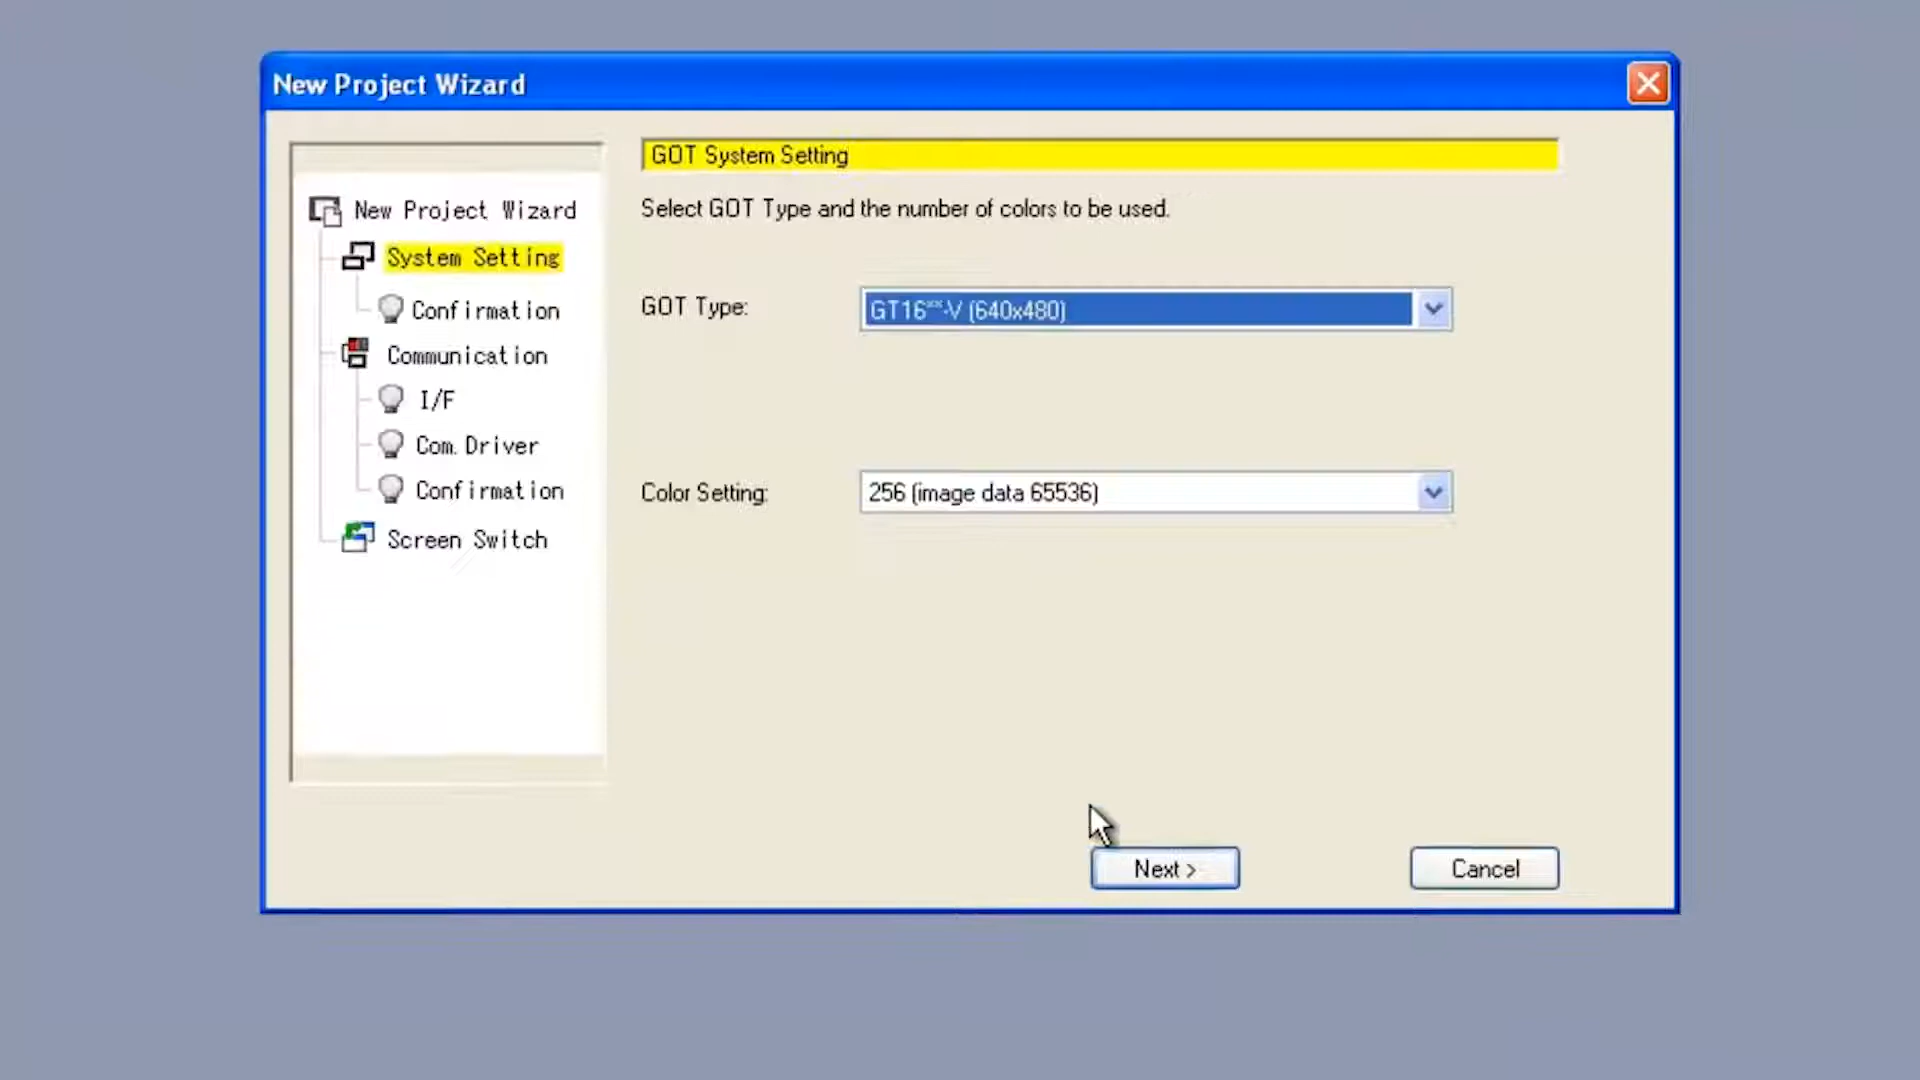 New Project Wizard
New Project Wizard
System Setting
Confirmation
Communication
I/F
Com.Driver
Confirmation
Screen Switch
GOT System Setting
Select GOT Type and the number of colors to be used.
GOT Type:
GT16**-V (640x480)
Color Setting:
256 (image data 65536)
Next >
Cancel